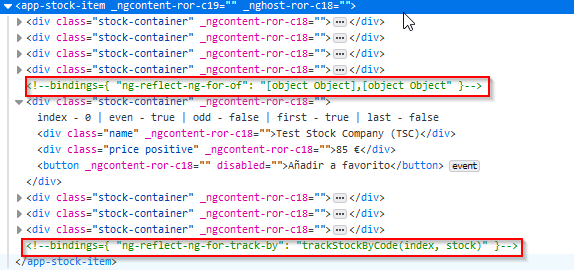 <app-stock-item _ngcontent-ror-c19="" _nghost-ror-c18="">
<div class="stock-container" _ngcontent-ror-c18="">···</div>
<div class="stock-container" _ngcontent-ror-c18="">···</div>
<div class="stock-container" _ngcontent-ror-c18="">···</div>
<div class="stock-container" _ngcontent-ror-c18="">···</div>
<!--bindings={ "ng-reflect-ng-for-of": "[object Object],[object Object" }-->
<div class="stock-container" _ngcontent-ror-c18="">
index - 0 | even - true | odd - false | first - true | last - false
<div class="name" _ngcontent-ror-c18="">Test Stock Company (TSC)</div>
<div class="price positive" _ngcontent-ror-c18="">85 €</div>
<button _ngcontent-ror-c18="" disabled="">Añadir a favorito</button> event
</div>
<div class="stock-container" _ngcontent-ror-c18="">···</div>
<div class="stock-container" _ngcontent-ror-c18="">···</div>
<div class="stock-container" _ngcontent-ror-c18="">···</div>
<!--bindings={ "ng-reflect-ng-for-track-by": "trackStockByCode(index, stock)" }-->
</app-stock-item>